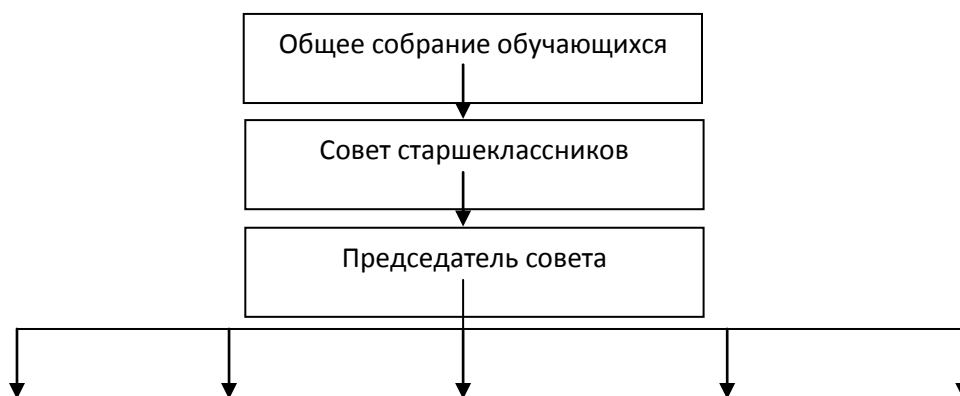 Общее собрание обучающихся
Совет старшеклассников
Председатель совета